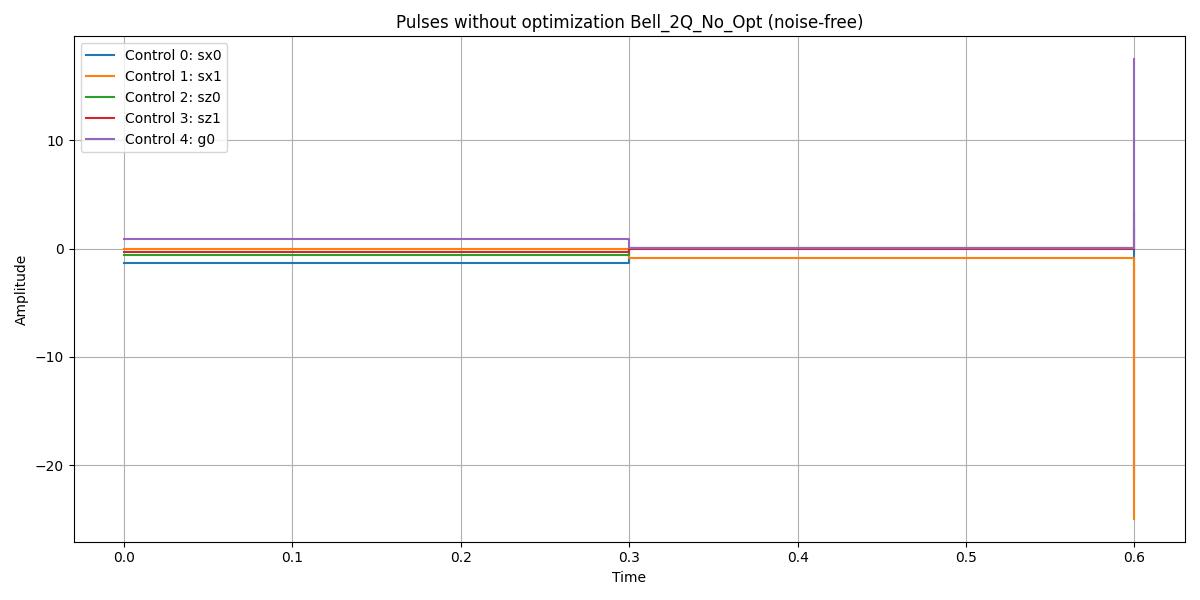 Pulses without optimization Bell_2Q_No_Opt (noise-free)
Control 0: sx0
Control 1: sx1
Control 2: sz0
Control 3: sz1
Control 4: g0
10
0
−10
−20
Amplitude
0.0 0.1 0.2 0.3 0.4 0.5 0.6
Time